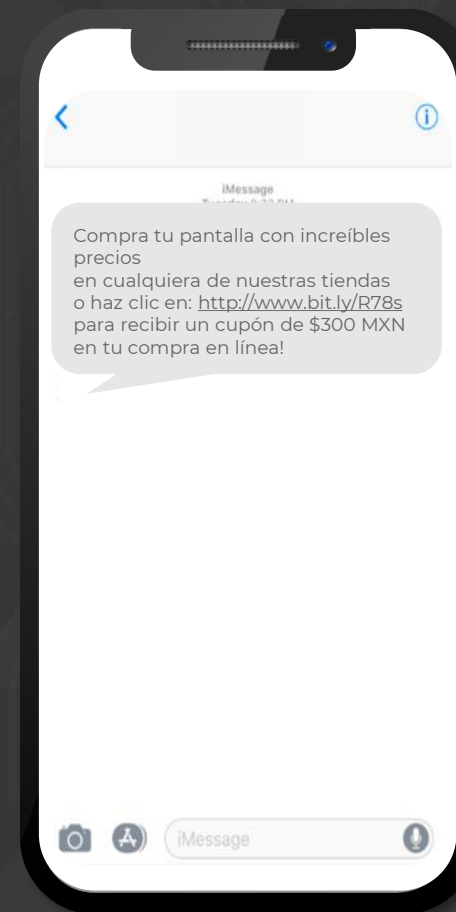 iMessage
Compra tu pantalla con increíbles
precios
en cualquiera de nuestras tiendas
o haz clic en: http://www.bit.ly/R78s
para recibir un cupón de $300 MXN
en tu compra en línea!
iMessage